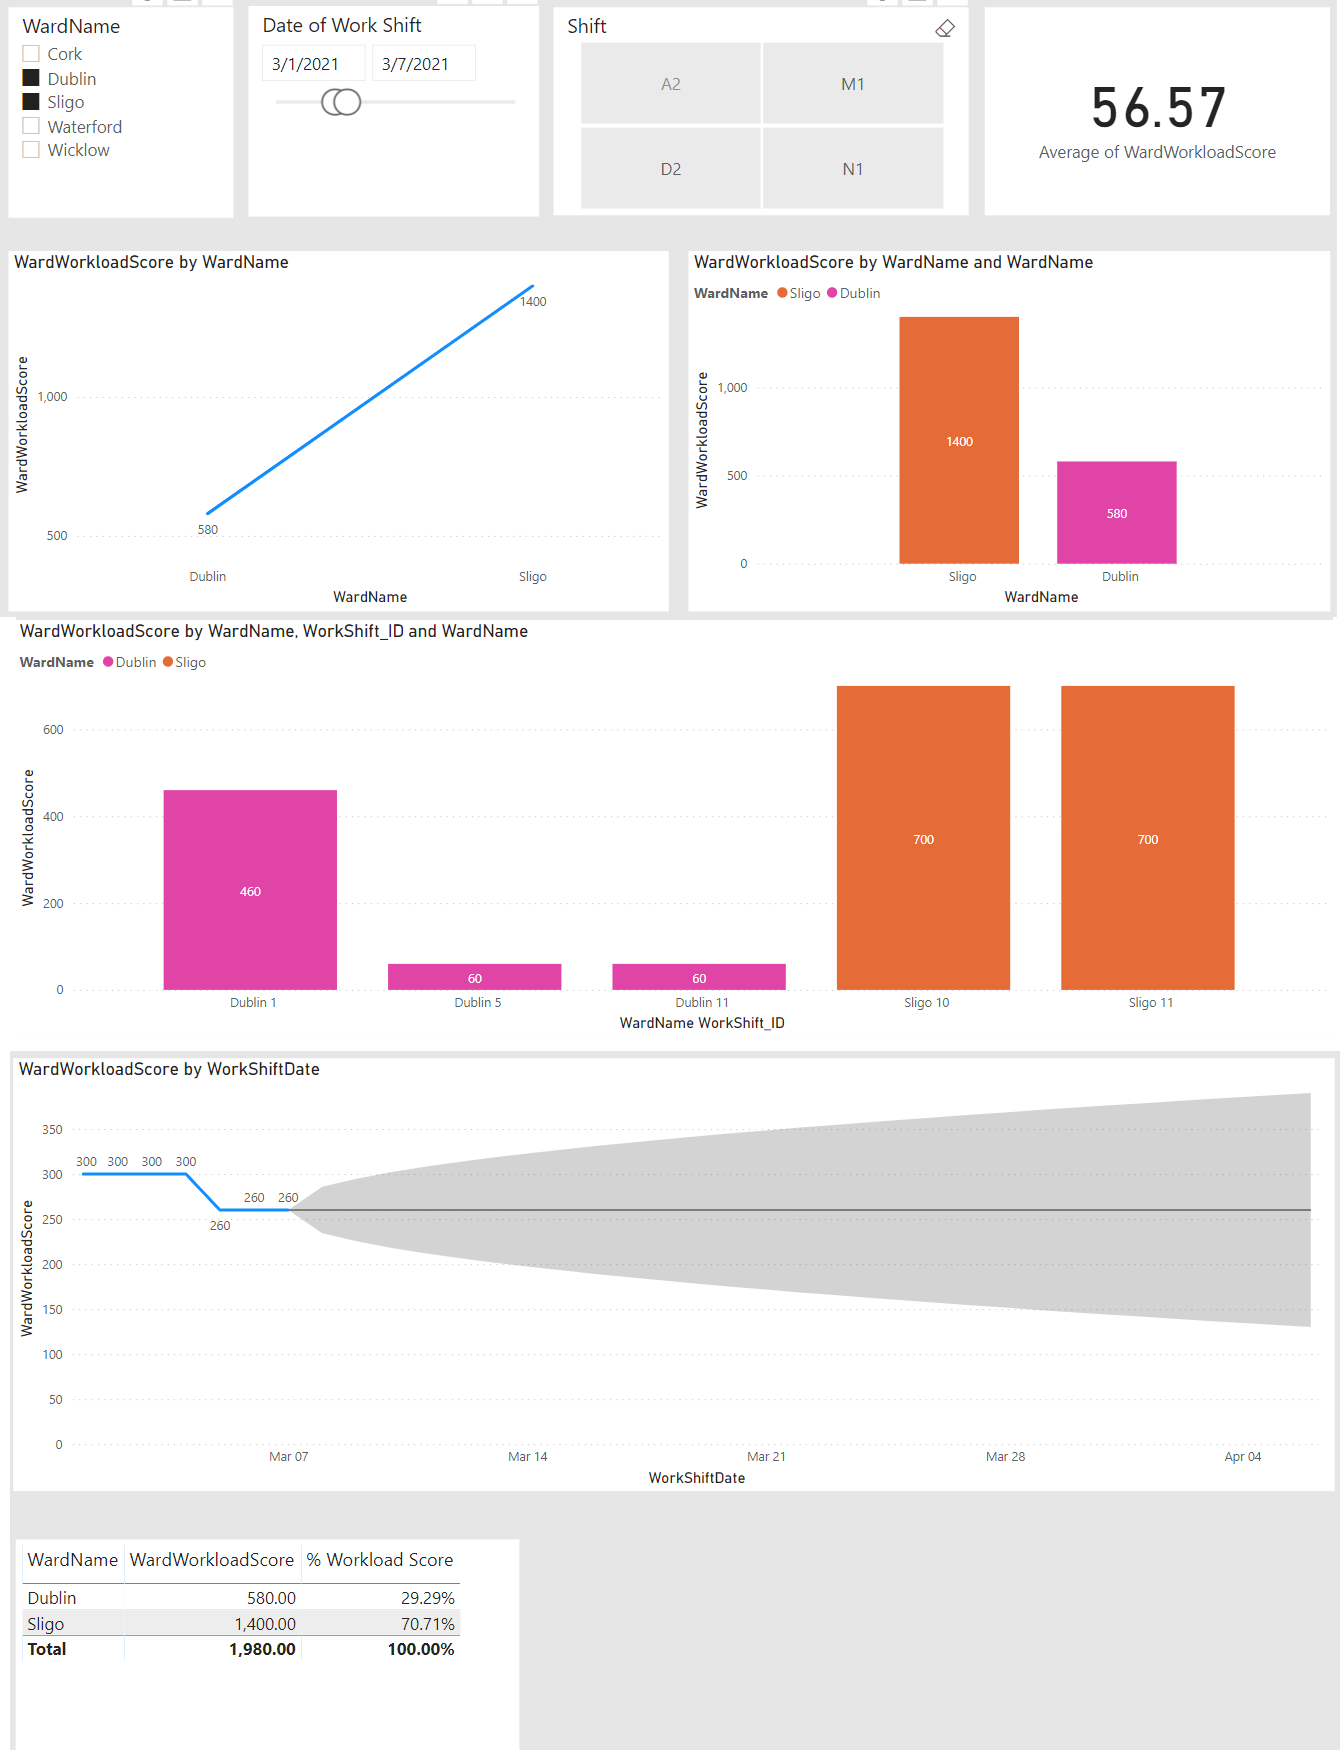 WardName
Cork
Dublin
Sligo
Waterford
Wicklow
Date of Work Shift
3/1/2021 3/7/2021
Shift
A2 M1
D2 N1
56.57
Average of WardWorkloadScore
WardWorkloadScore by WardName
WardWorkloadScore
1,000
500
1400
580
Dublin Sligo
WardName
WardWorkloadScore by WardName and WardName
WardName Sligo Dublin
WardWorkloadScore
1,000
500
0
1400
580
Sligo Dublin
WardName
WardWorkloadScore by WardName, WorkShift_ID and WardName
WardName Dublin Sligo
WardWorkloadScore
600
400
200
0
460
60
60
700
700
Dublin 1 Dublin 5 Dublin 11 Sligo 10 Sligo 11
WardName WorkShift_ID
WardWorkloadScore by WorkShiftDate
WardWorkloadScore
350
300
250
200
150
100
50
0
300 300 300 300
260 260 260
Mar 07 Mar 14 Mar 21 Mar 28 Apr 04
WorkShiftDate
WardName WardWorkloadScore % Workload Score
Dublin 580.00 29.29%
Sligo 1,400.00 70.71%
Total 1,980.00 100.00%